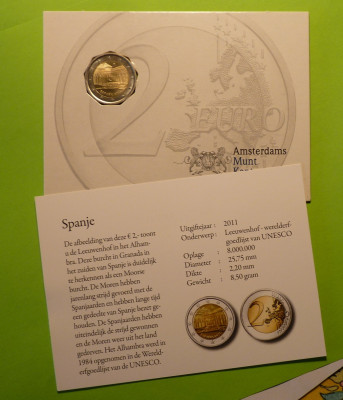 2
EURO
Amsterdams
Munt
Spanje
De afbeelding van deze € 2,- toont
u de Leeuwenhof in het Alham-
bra. Deze burcht in Granada in
het zuiden van Spanje is duidelijk
te herkennen als een Moorse
burcht. De Moren hebben
jarenlang strijd gevoerd met de
Spanjaarden en hebben lange tijd
een gedeelte van Spanje bezet ge-
houden. De Spanjaarden hebben
uiteindelijk de strijd gewonnen
en de Moren weer uit het land
gedreven. Het Alhambra werd in
1984 opgenomen in de Wereld-
erfgoedlijst van de UNESCO.
Uitgiftejaar : 2011
Onderwerp : Leeuwenhof - werelderf-
goedlijst van UNESCO
Oplage : 8.000.000
Diameter : 25,75 mm
Dikte : 2,20 mm
Gewicht : 8,50 gram
2